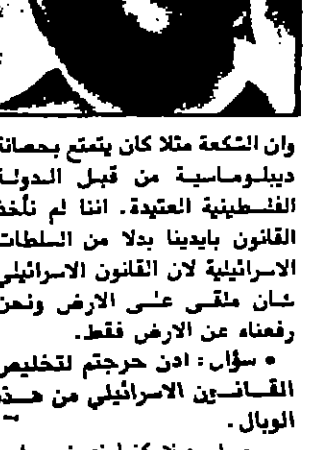 وان الشكعة مثلا كان يتمتع بحصانة
ديبلوماسية من قبل الدولة
الفلسطينية العتيدة. اننا لم نأخذ
القانون بايدينا بدلا من السلطات
الاسرائيلية لان القانون الاسرائيلي
كان ملقى على الارض ونحن
رفعناه عن الارض فقط.
• سؤال: اذن خرجتم لتخليص
القانون الاسرائيلي من هذا
الوبال.